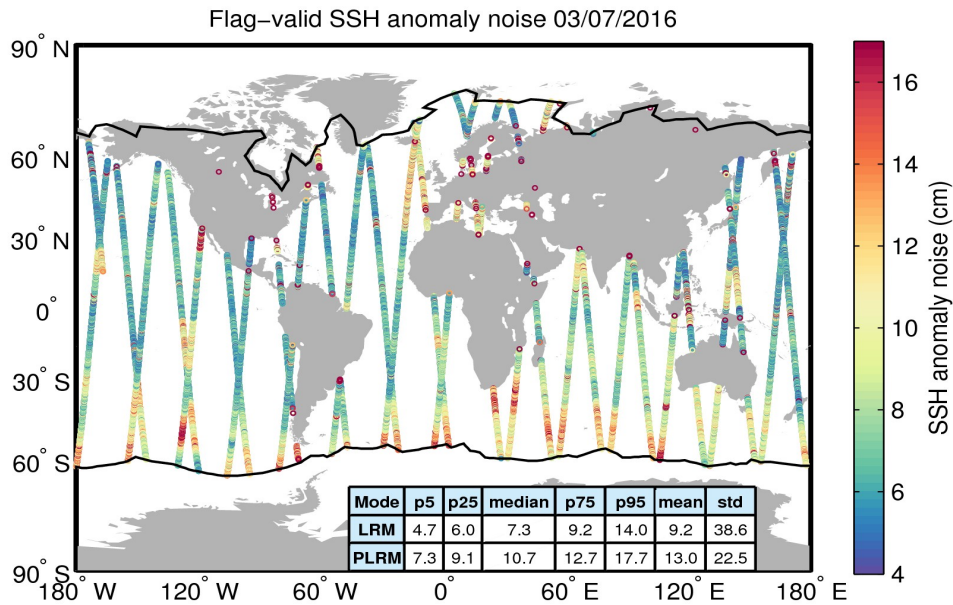 Flag−valid SSH anomaly noise 03/07/2016
90° N
60° N
30° N
0°
30° S
60° S
90° S
180° W
120° W
60° W
0°
60° E
120° E
180° E
Mode p5 p25 median p75 p95 mean std
LRM 4.7 6.0 7.3 9.2 14.0 9.2 38.6
PLRM 7.3 9.1 10.7 12.7 17.7 13.0 22.5
16
14
12
10
8
6
4
SSH anomaly noise (cm)